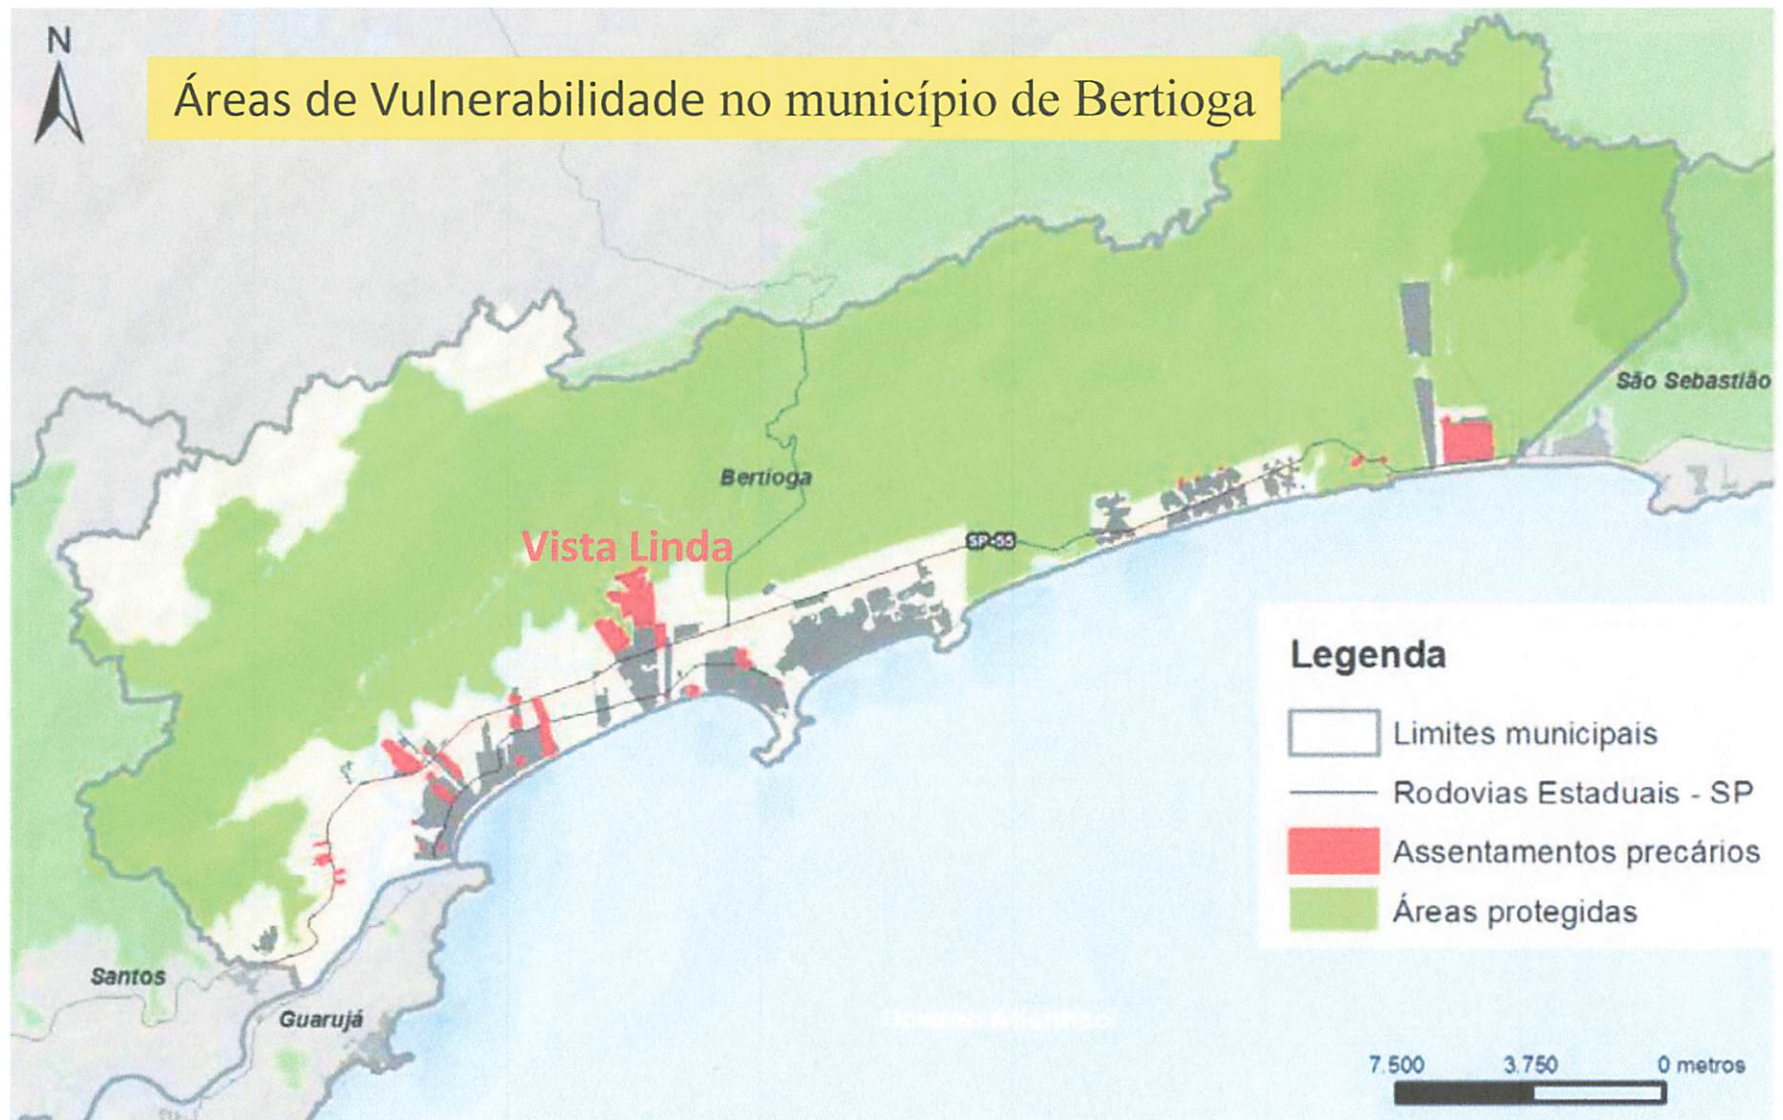 N
Áreas de Vulnerabilidade no município de Bertioga
São Sebastião
Bertioga
Vista Linda
SP-55
Legenda
Limites municipais
Rodovias Estaduais - SP
Assentamentos precários
Áreas protegidas
Santos
Guarujá
7.500 3.750 0 metros